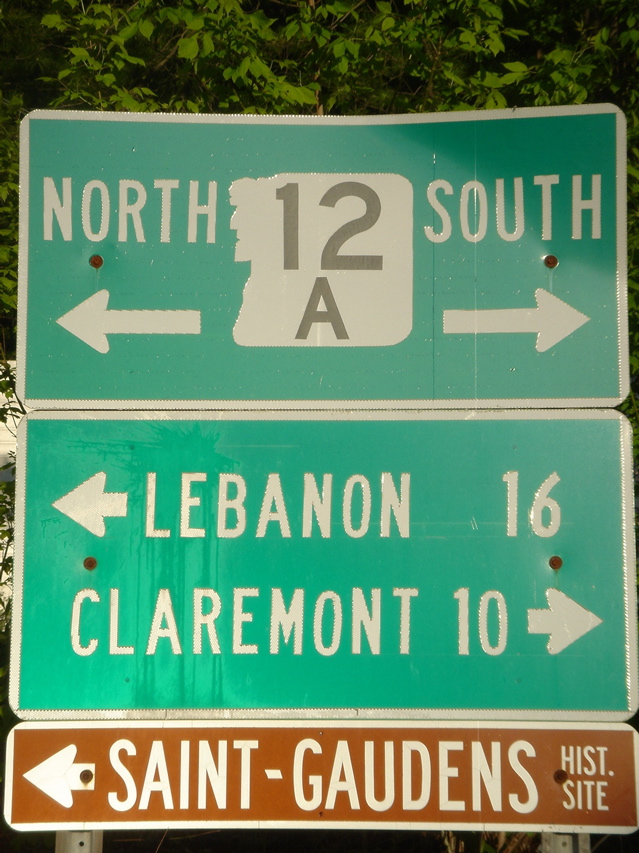 NORTH 12 SOUTH
A
LEBANON 16
CLAREMONT 10
SAINT-GAUDENS HIST.
SITE